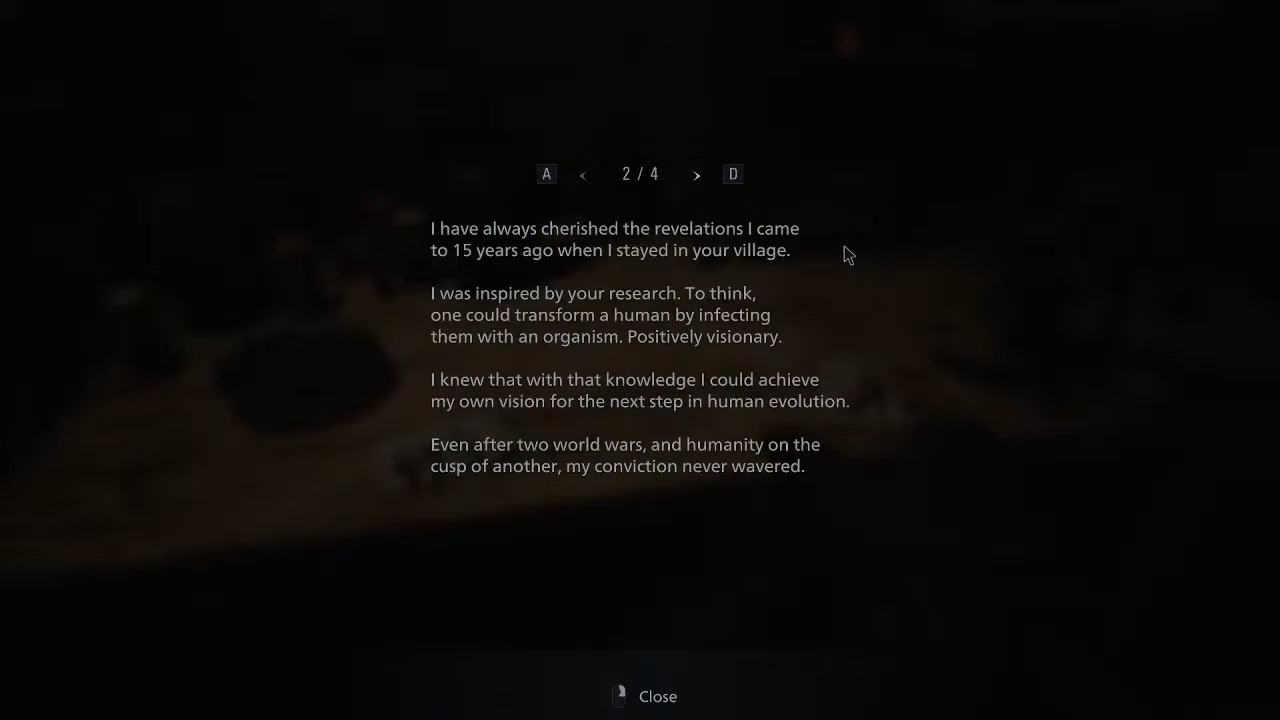 A < 2 / 4 > D
I have always cherished the revelations I came
to 15 years ago when I stayed in your village.
I was inspired by your research. To think,
one could transform a human by infecting
them with an organism. Positively visionary.
I knew that with that knowledge I could achieve
my own vision for the next step in human evolution.
Even after two world wars, and humanity on the
cusp of another, my conviction never wavered.
Close